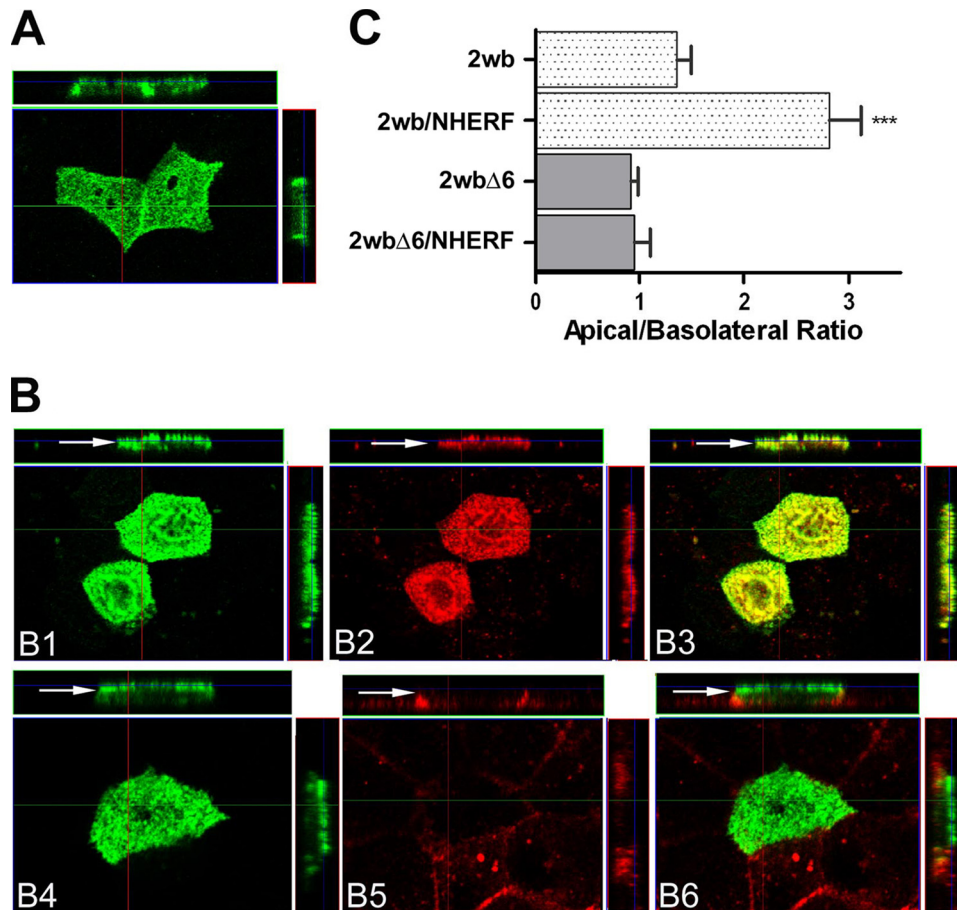 A
C
2wb
2wb/NHERF
***
2wbΔ6
2wbΔ6/NHERF
0 1 2 3
Apical/Basolateral Ratio
B
B1 B2 B3
B4 B5 B6